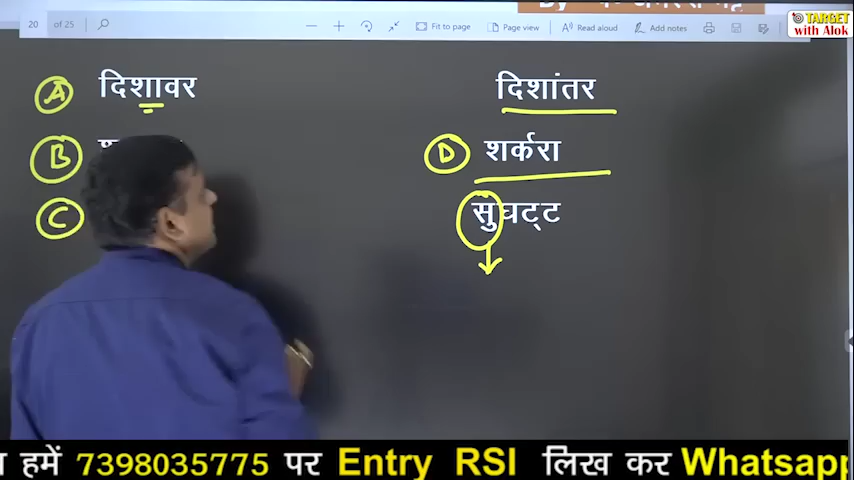 TARGET
with Alok
20 of 25
Fit to page
Page view
Read aloud
Add notes
A दिशावर दिशांतर
B D शर्करा
C सुघट्ट
हमें 7398035775 पर Entry RSI लिख कर Whatsapp